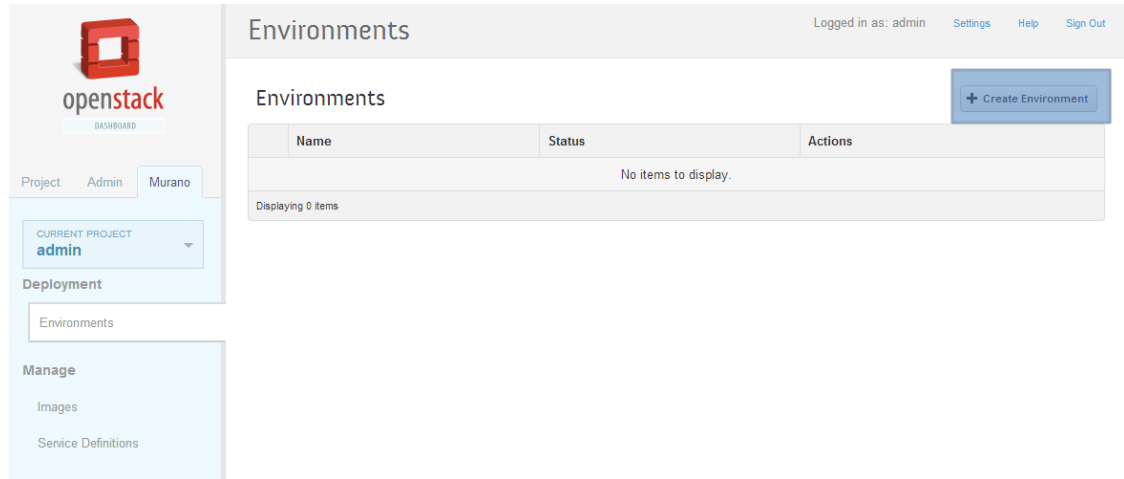 openstack
DASHBOARD
Project Admin Murano
CURRENT PROJECT
admin
Deployment
Environments
Manage
Images
Service Definitions
Environments
Logged in as: admin Settings Help Sign Out
Environments
+ Create Environment
Name Status Actions
No items to display.
Displaying 0 items